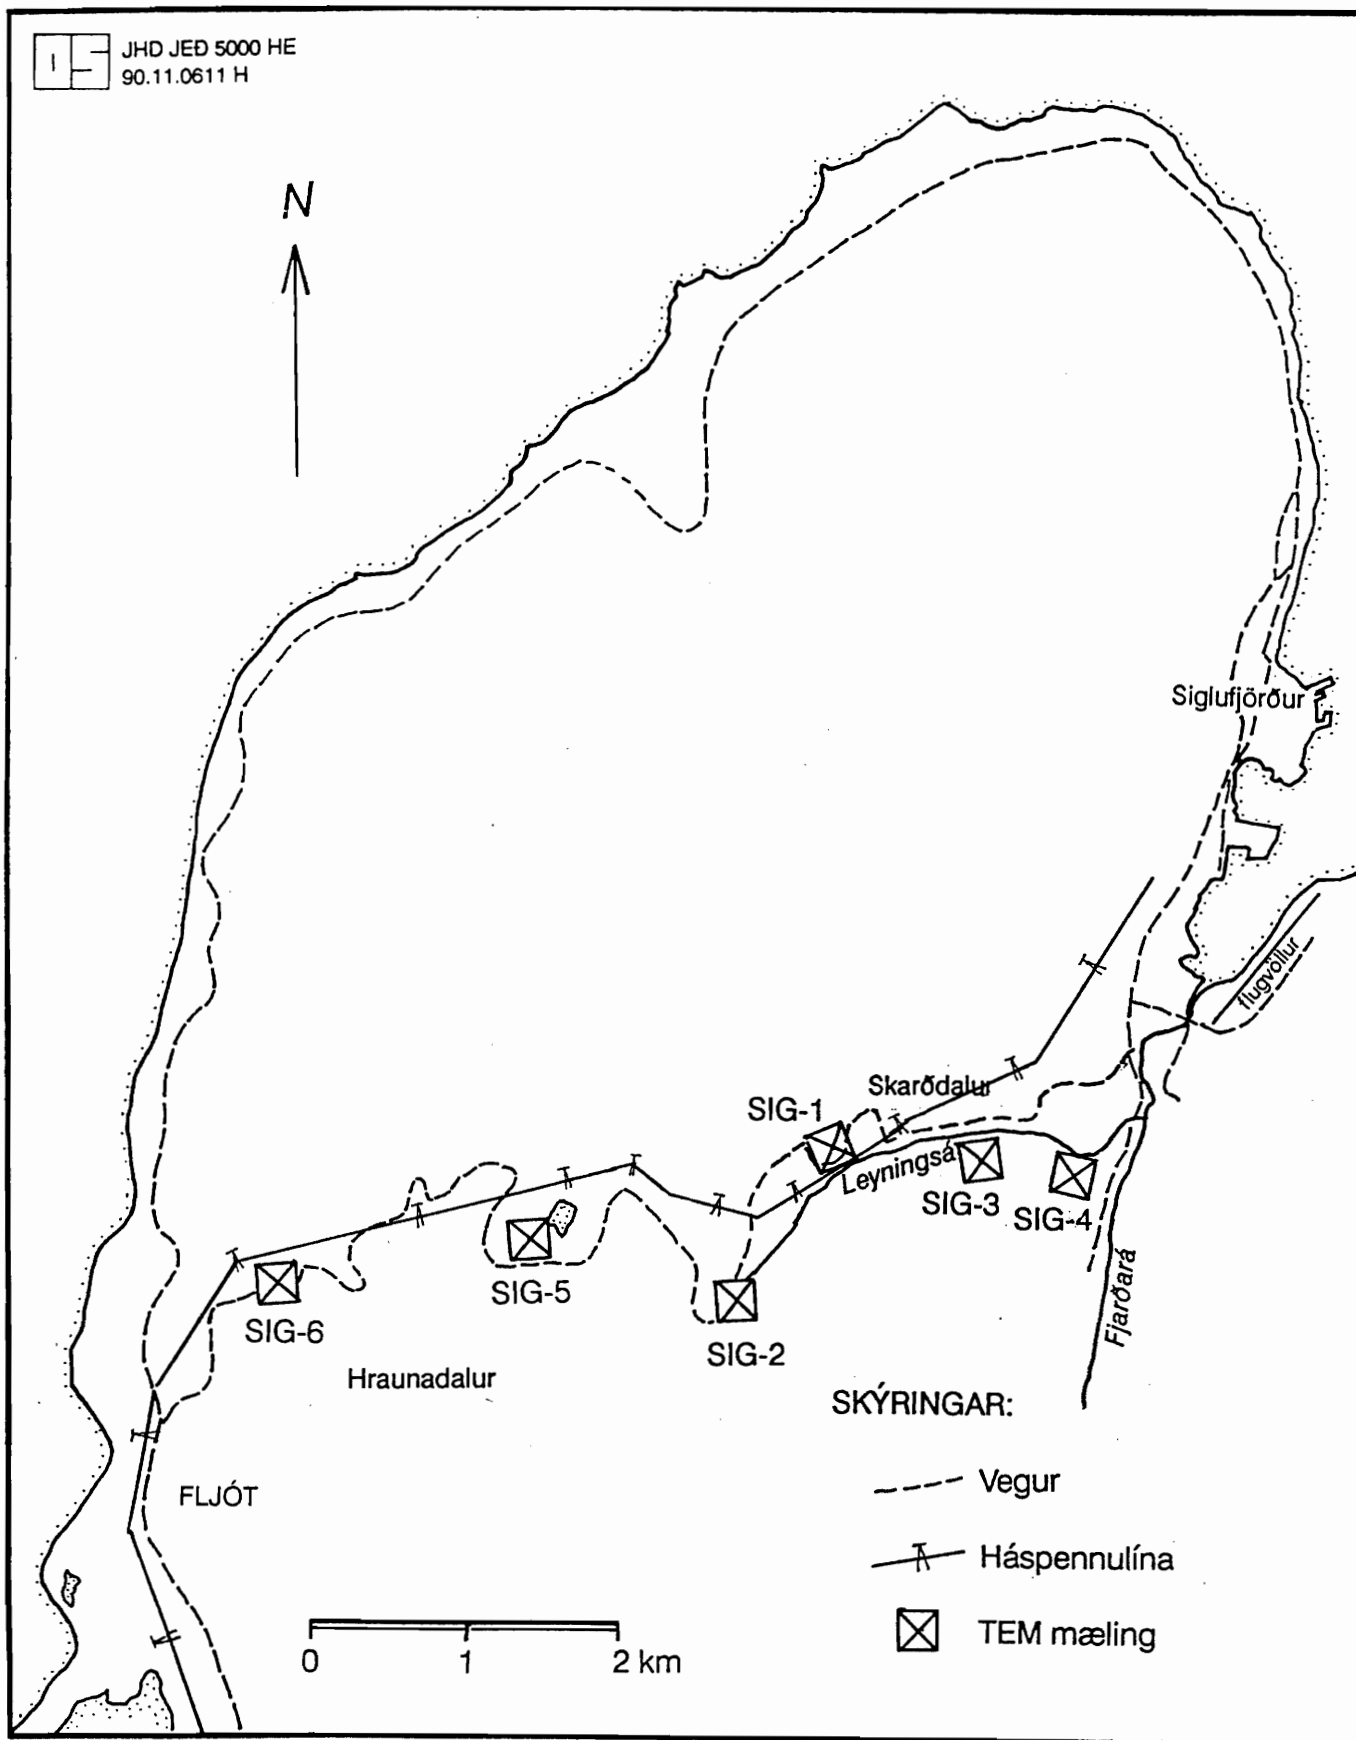 OS
JHD JEÐ 5000 HE
90.11.0611 H
N
Siglufjörður
flugvöllur
Skarðdalur
SIG-1
Leyningsá
SIG-3
SIG-4
SIG-5
SIG-6
SIG-2
Fjarðará
Hraunadalur
SKÝRINGAR:
FLJÓT
Vegur
Háspennulína
TEM mæling
0 1 2 km